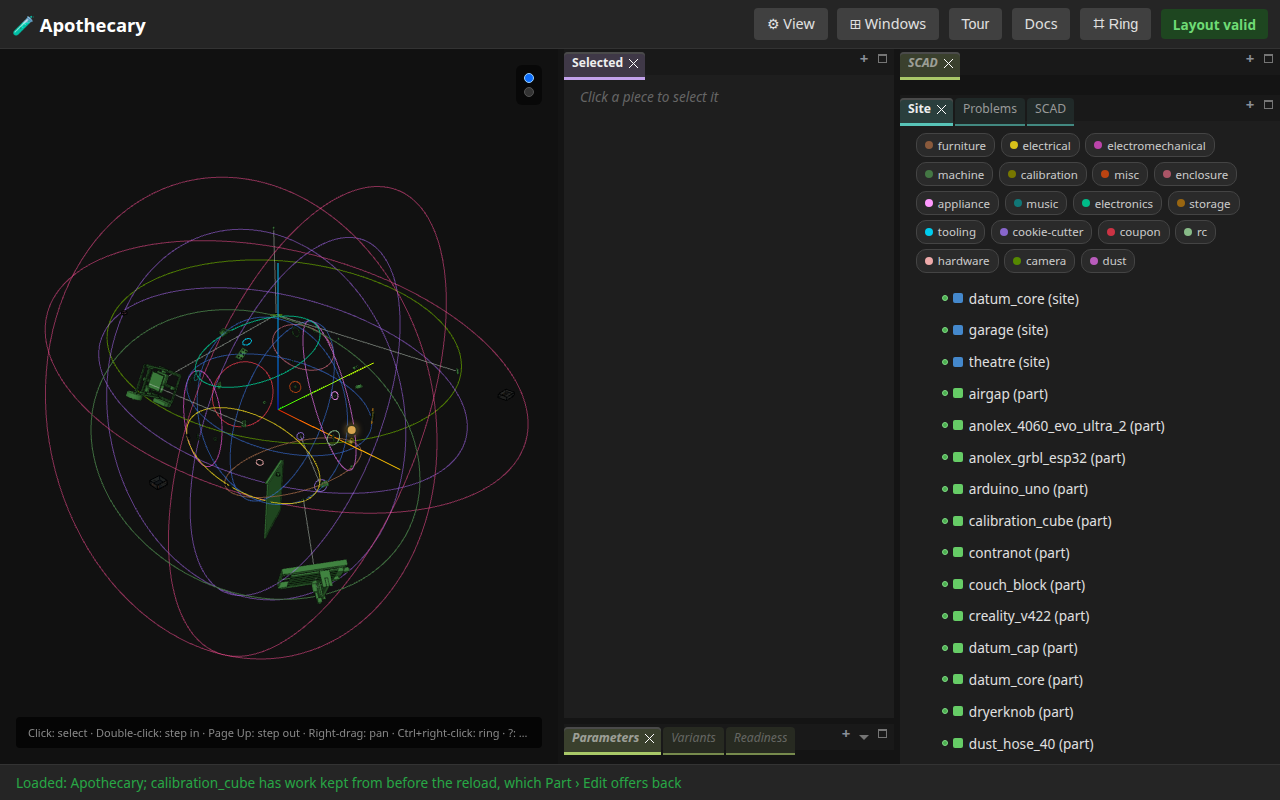 Apothecary
View
Windows
Tour
Docs
Ring
Layout valid
Selected
Click a piece to select it
SCAD
Site
Problems
SCAD
furniture
electrical
electromechanical
machine
calibration
misc
enclosure
appliance
music
electronics
storage
tooling
cookie-cutter
coupon
rc
hardware
camera
dust
datum_core (site)
garage (site)
theatre (site)
airgap (part)
anolex_4060_evo_ultra_2 (part)
anolex_grbl_esp32 (part)
arduino_uno (part)
calibration_cube (part)
contranot (part)
couch_block (part)
creality_v422 (part)
datum_cap (part)
datum_core (part)
dryerknob (part)
dust_hose_40 (part)
Click: select · Double-click: step in · Page Up: step out · Right-drag: pan · Ctrl+right-click: ring · ?: ...
Parameters
Variants
Readiness
Loaded: Apothecary; calibration_cube has work kept from before the reload, which Part › Edit offers back